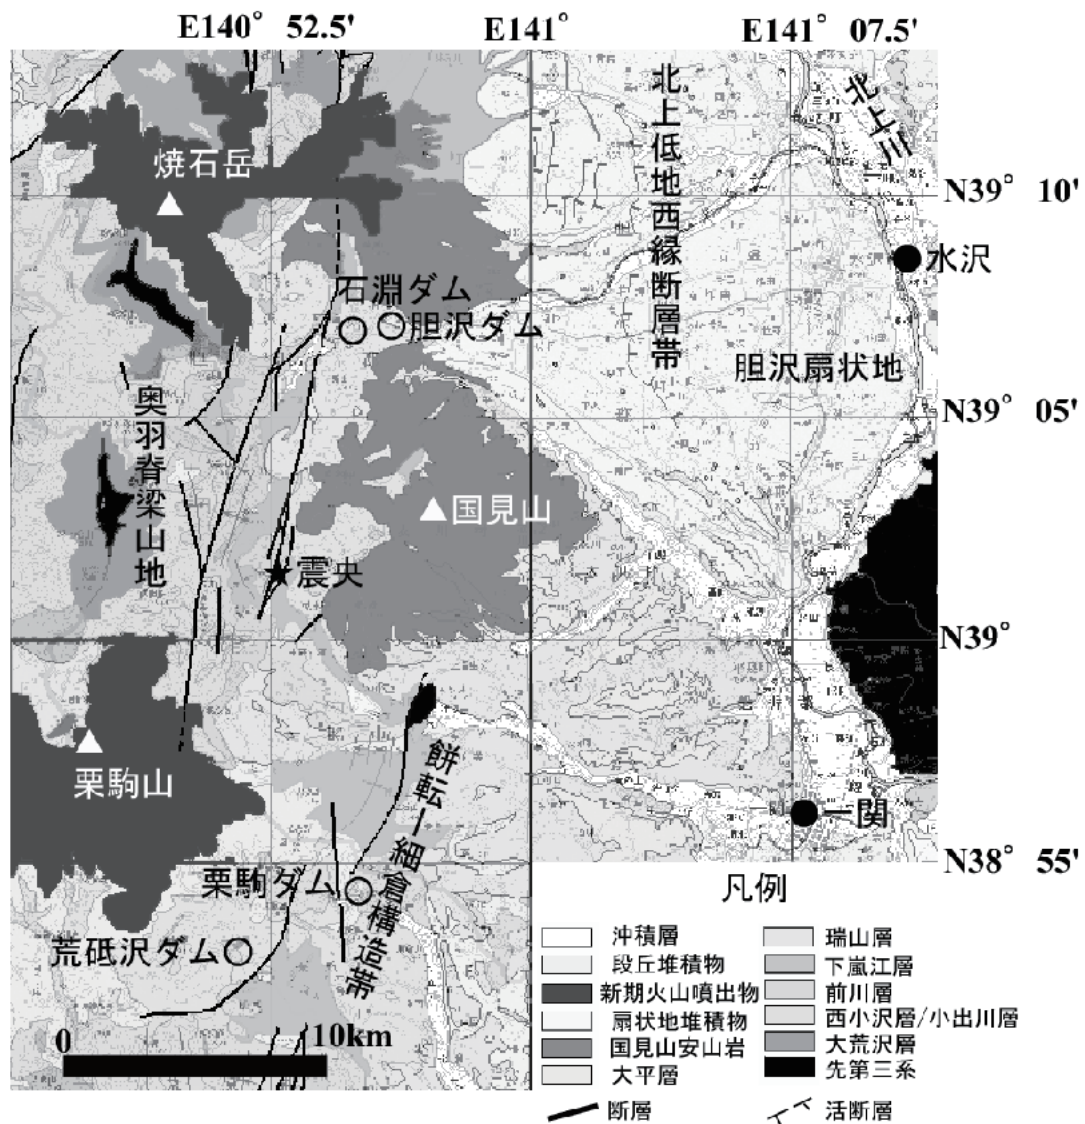 E140° 52.5'
E141°
E141° 07.5'
北上川
北上低地西縁断層帯
焼石岳
N39° 10'
水沢
石淵ダム
胆沢ダム
胆沢扇状地
N39° 05'
奥羽脊梁山地
国見山
震央
N39°
栗駒山
餅転ー細倉構造帯
一関
N38° 55'
栗駒ダム
荒砥沢ダム
0
10km
凡例
沖積層
段丘堆積物
新期火山噴出物
扇状地堆積物
国見山安山岩
大平層
断層
瑞山層
下嵐江層
前川層
西小沢層/小出川層
大荒沢層
先第三系
活断層